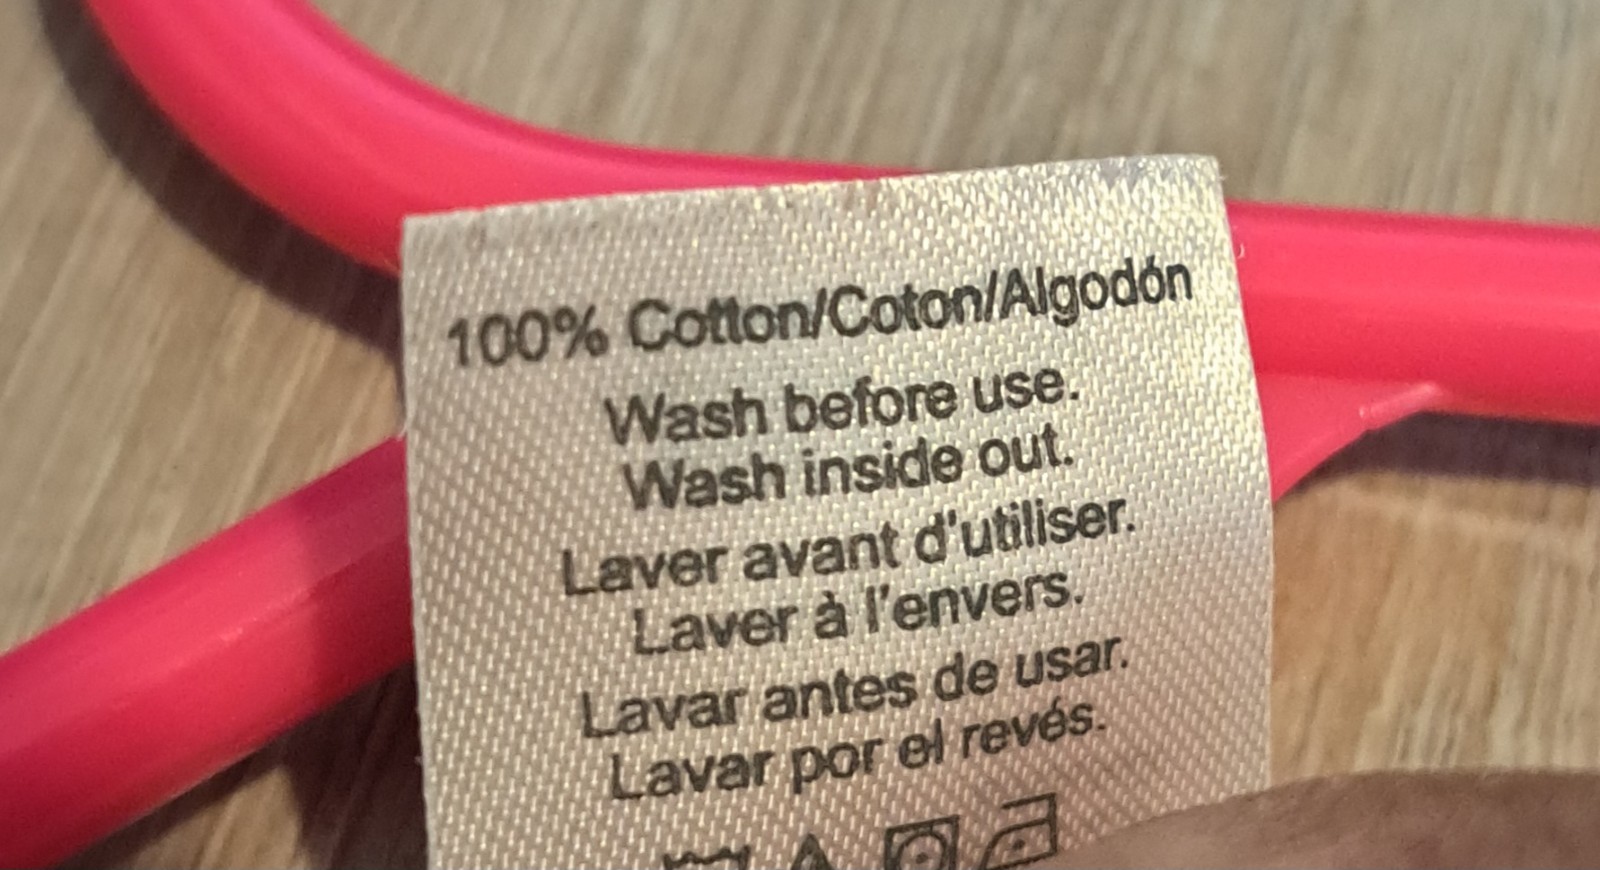 100% Cotton/Coton/Algodón
Wash before use.
Wash inside out.
Laver avant d'utiliser.
Laver à l'envers.
Lavar antes de usar.
Lavar por el revés.